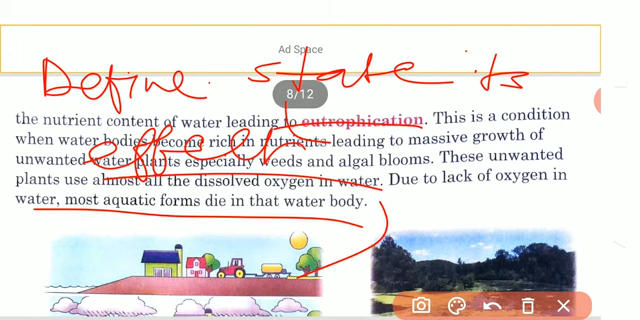 Ad Space
Define state its
8/12
the nutrient content of water leading to eutrophication. This is a condition
when water bodies become rich in nutrients leading to massive growth of
effect
unwanted water plants especially weeds and algal blooms. These unwanted
plants use almost all the dissolved oxygen in water. Due to lack of oxygen in
water, most aquatic forms die in that water body.